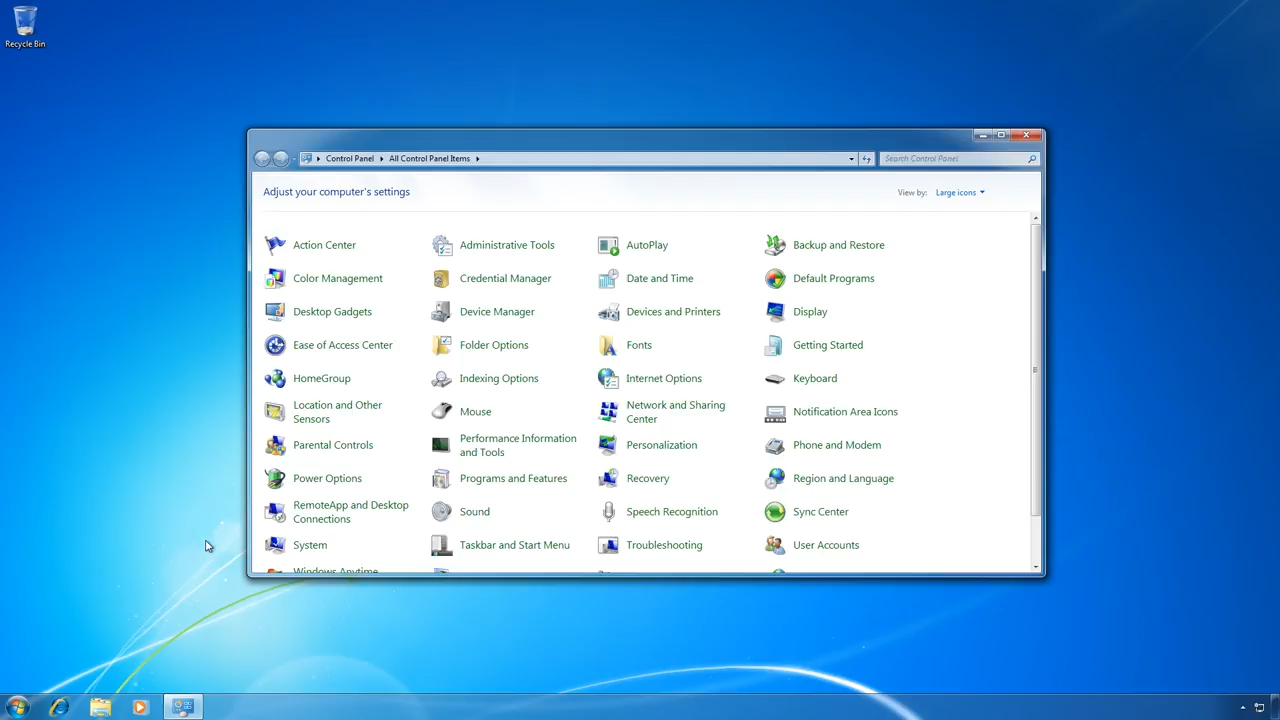 Recycle Bin
Control Panel
All Control Panel Items
Search Control Panel
Adjust your computer's settings
View by: Large icons
Action Center
Administrative Tools
AutoPlay
Backup and Restore
Color Management
Credential Manager
Date and Time
Default Programs
Desktop Gadgets
Device Manager
Devices and Printers
Display
Ease of Access Center
Folder Options
Fonts
Getting Started
HomeGroup
Indexing Options
Internet Options
Keyboard
Location and Other
Sensors
Mouse
Network and Sharing
Center
Notification Area Icons
Parental Controls
Performance Information
and Tools
Personalization
Phone and Modem
Power Options
Programs and Features
Recovery
Region and Language
RemoteApp and Desktop
Connections
Sound
Speech Recognition
Sync Center
System
Taskbar and Start Menu
Troubleshooting
User Accounts
Windows Anytime